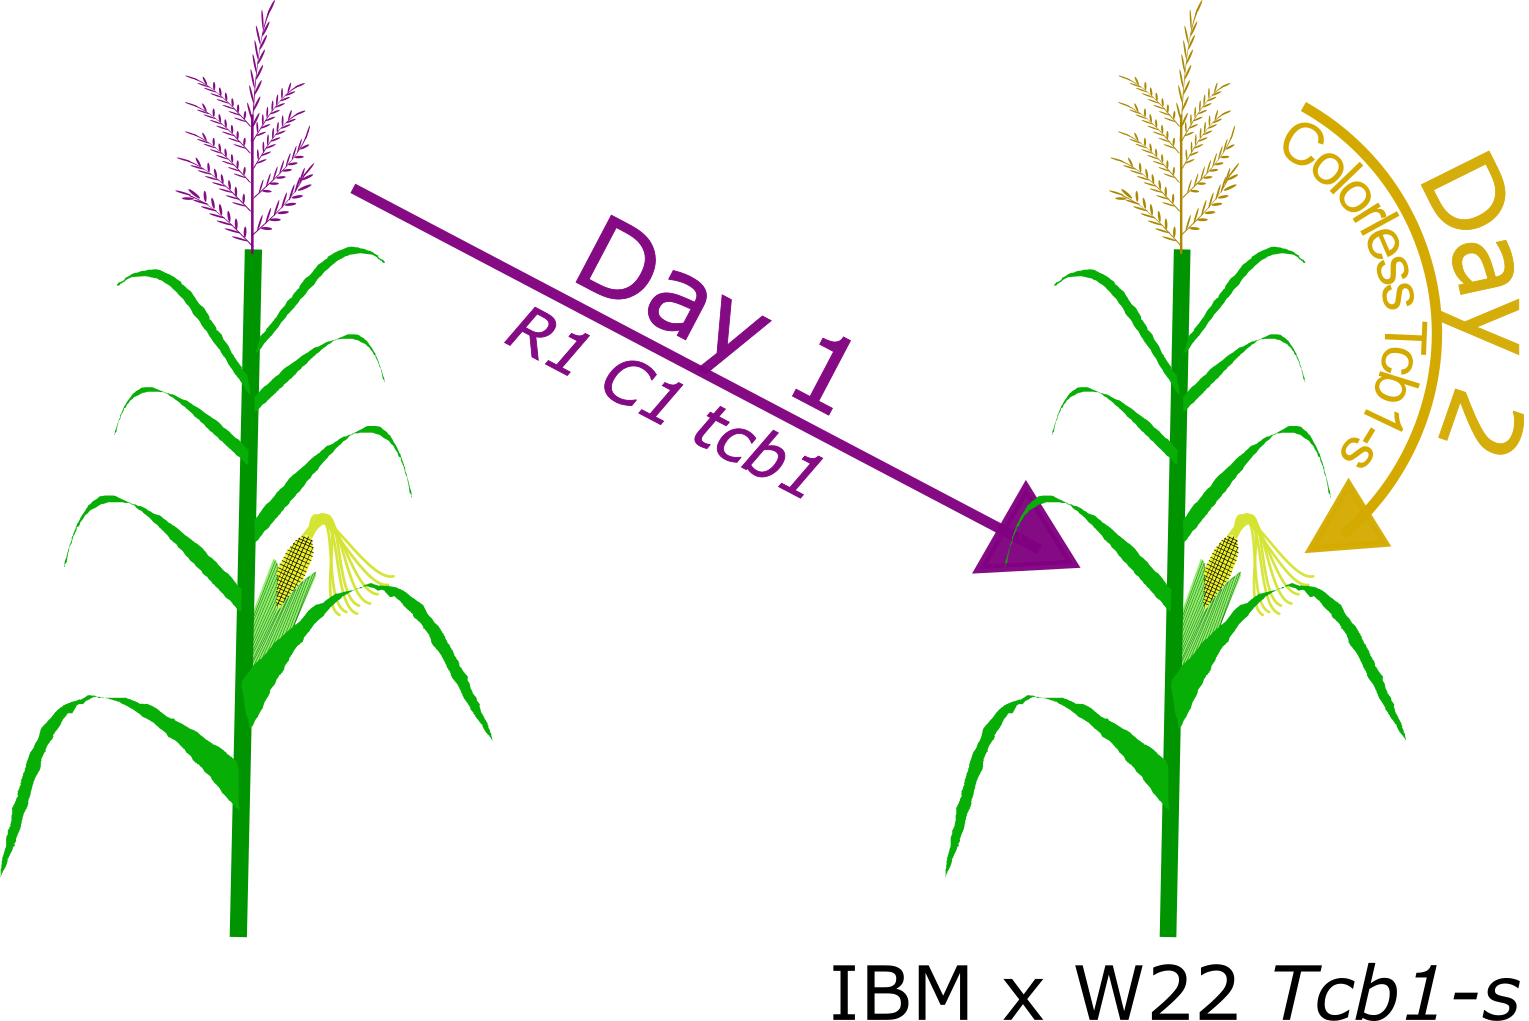 Day 1
R1 C1 tcb1
Day 2
Colorless Tcb1-s
IBM x W22 Tcb1-s